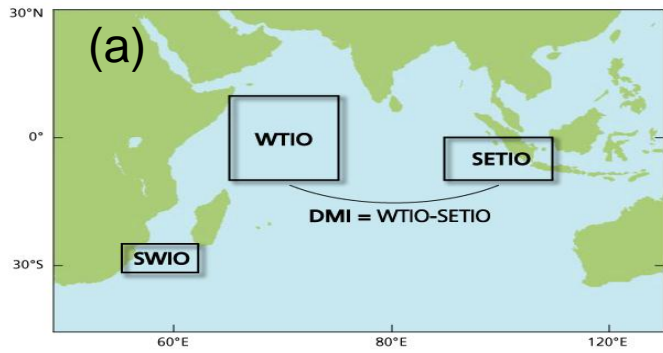 30°N
(a)
0°
WTIO
SETIO
DMI = WTIO-SETIO
SWIO
30°S
60°E
80°E
120°E